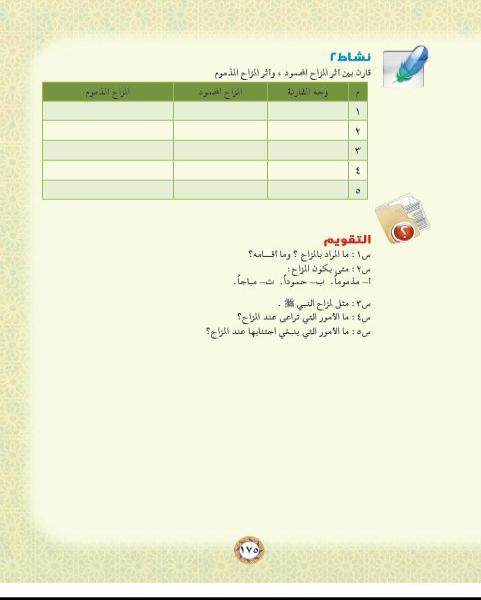 نشاط٢
قارن بين أثر المزاح المحمود ، وأثر المزاح المذموم
م وجه المقارنة المزاح المحمود المزاح المذموم
١
٢
٣
٤
٥
؟
التقويم
س١: ما المراد بالمزاح ؟ وما أقسامه؟
س٢: متى يكون المزاح:
أ– مذموماً. ب– حموداً. ت– مباجاً.
س٣: مثل لمزاح النبي ﷺ .
س٤: ما الأمور التي تراعى عند المزاح؟
س٥: ما الأمور التي ينبغي اجتنابها عند المزاح؟
١٧٥